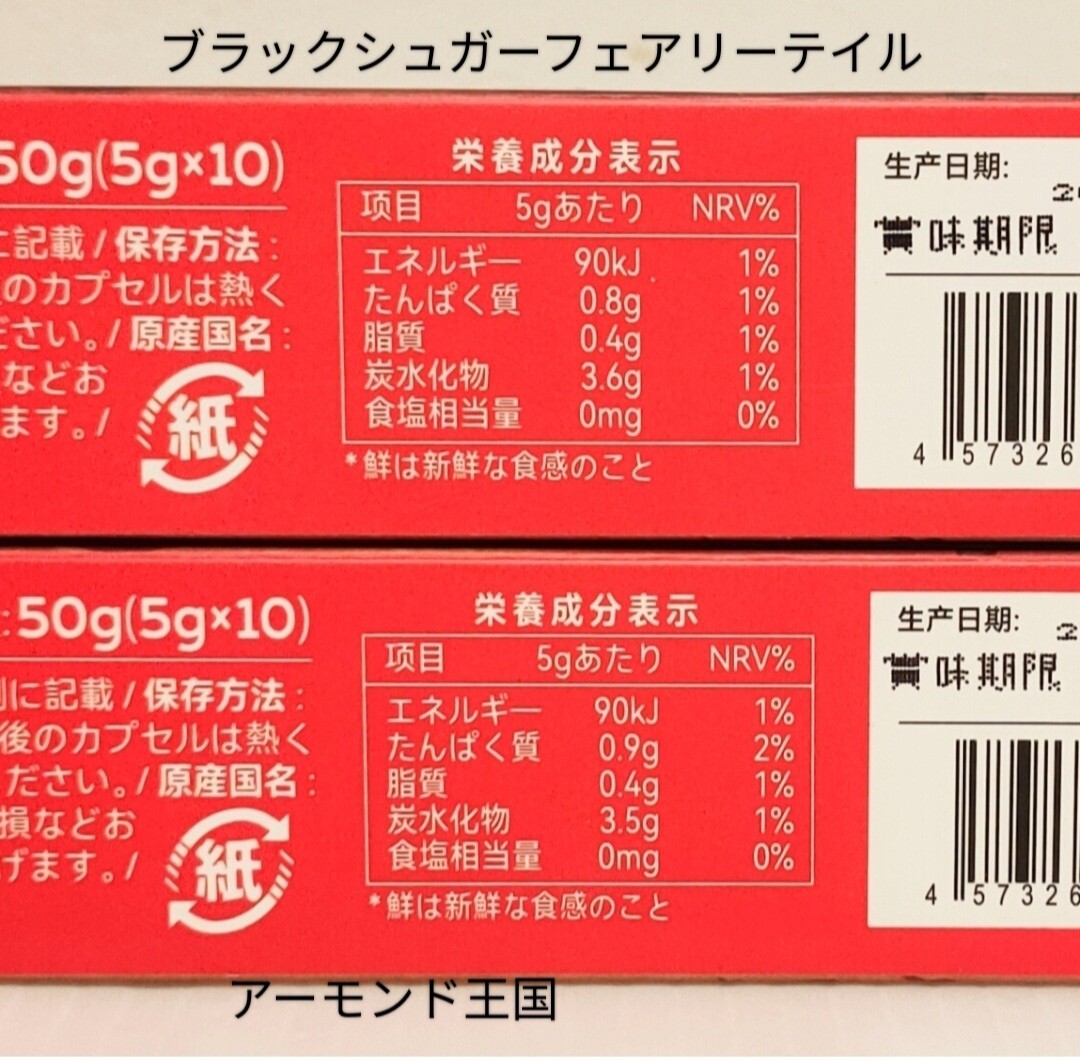 ブラックシュガーフェアリーテイル
50g(5g×10)
に記載 / 保存方法 :
のカプセルは熱く
ださい。/ 原産国名 :
などお
ます。/
紙
栄養成分表示
项目 5gあたり NRV%
エネルギー 90kJ 1%
たんぱく質 0.8g 1%
脂質 0.4g 1%
炭水化物 3.6g 1%
食塩相当量 0mg 0%
*鮮は新鮮な食感のこと
生产日期:
賞味期限
4 57326
: 50g(5g×10)
側に記載 / 保存方法 :
後のカプセルは熱く
ださい。/ 原産国名 :
損などお
げます。/
紙
栄養成分表示
项目 5gあたり NRV%
エネルギー 90kJ 1%
たんぱく質 0.9g 2%
脂質 0.4g 1%
炭水化物 3.5g 1%
食塩相当量 0mg 0%
*鮮は新鮮な食感のこと
生产日期:
賞味期限
4 57326
アーモンド王国